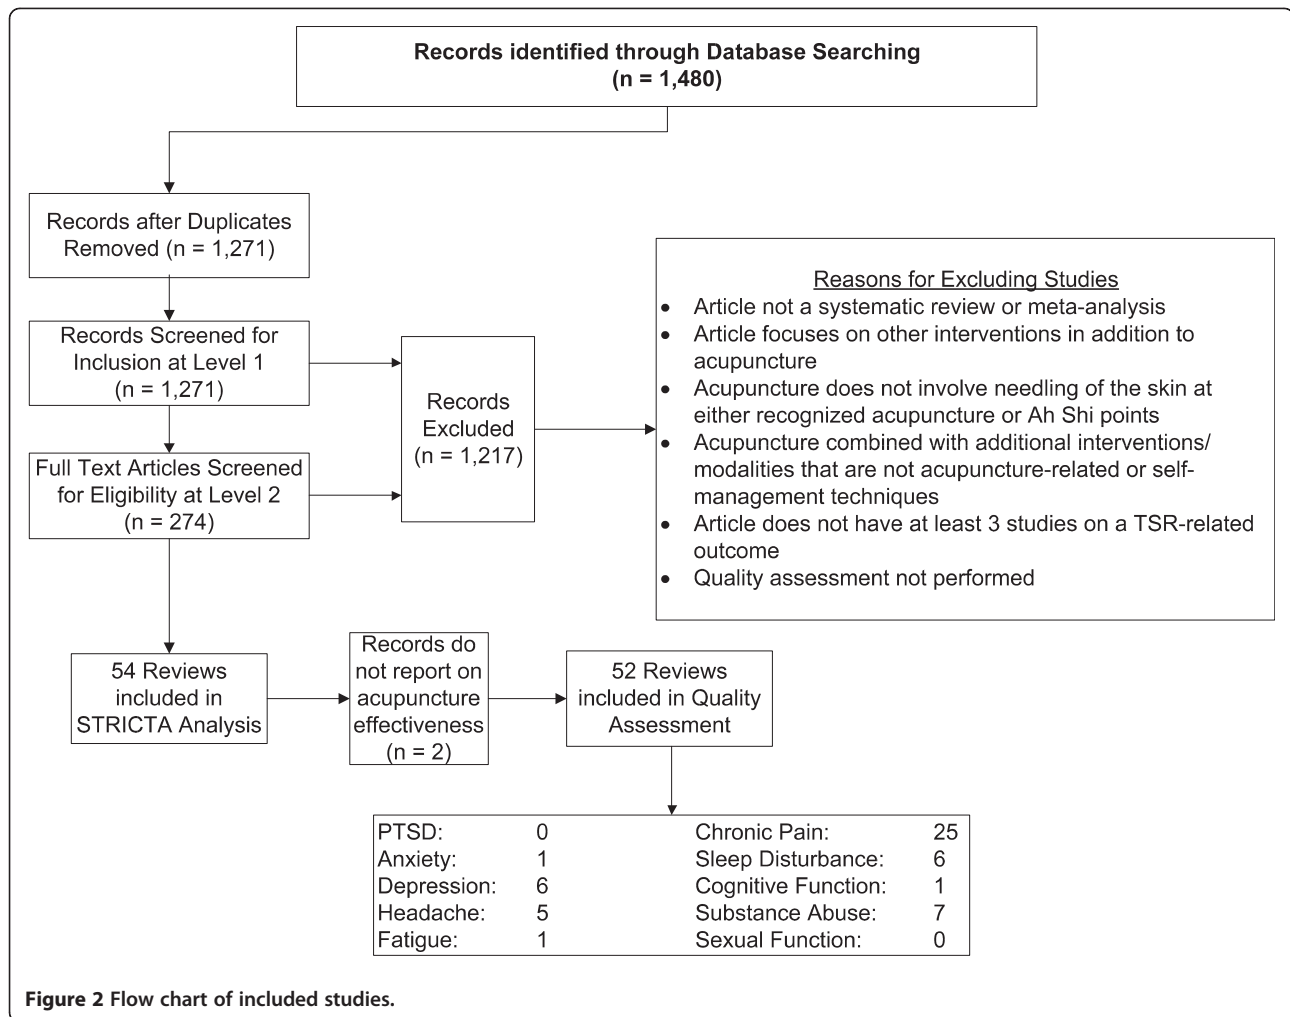 Records identified through Database Searching
(n = 1,480)
Records after Duplicates
Removed (n = 1,271)
Records Screened for
Inclusion at Level 1
(n = 1,271)
Full Text Articles Screened
for Eligibility at Level 2
(n = 274)
Records
Excluded
(n = 1,217)
Reasons for Excluding Studies
• Article not a systematic review or meta-analysis
• Article focuses on other interventions in addition to
acupuncture
• Acupuncture does not involve needling of the skin at
either recognized acupuncture or Ah Shi points
• Acupuncture combined with additional interventions/
modalities that are not acupuncture-related or self-
management techniques
• Article does not have at least 3 studies on a TSR-related
outcome
• Quality assessment not performed
54 Reviews
included in
STRICTA Analysis
Records do
not report on
acupuncture
effectiveness
(n = 2)
52 Reviews
included in Quality
Assessment
PTSD: 0 Chronic Pain: 25
Anxiety: 1 Sleep Disturbance: 6
Depression: 6 Cognitive Function: 1
Headache: 5 Substance Abuse: 7
Fatigue: 1 Sexual Function: 0
Figure 2 Flow chart of included studies.